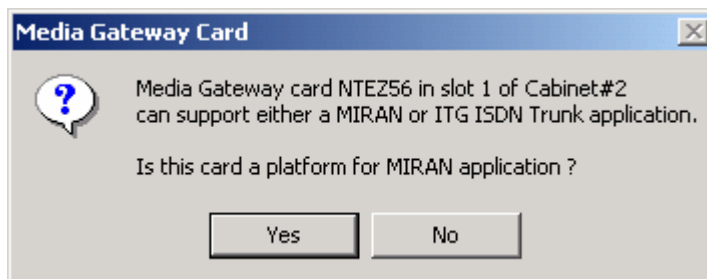 Media Gateway Card
?
Media Gateway card NTEZ56 in slot 1 of Cabinet#2
can support either a MIRAN or ITG ISDN Trunk application.
Is this card a platform for MIRAN application ?
Yes
No